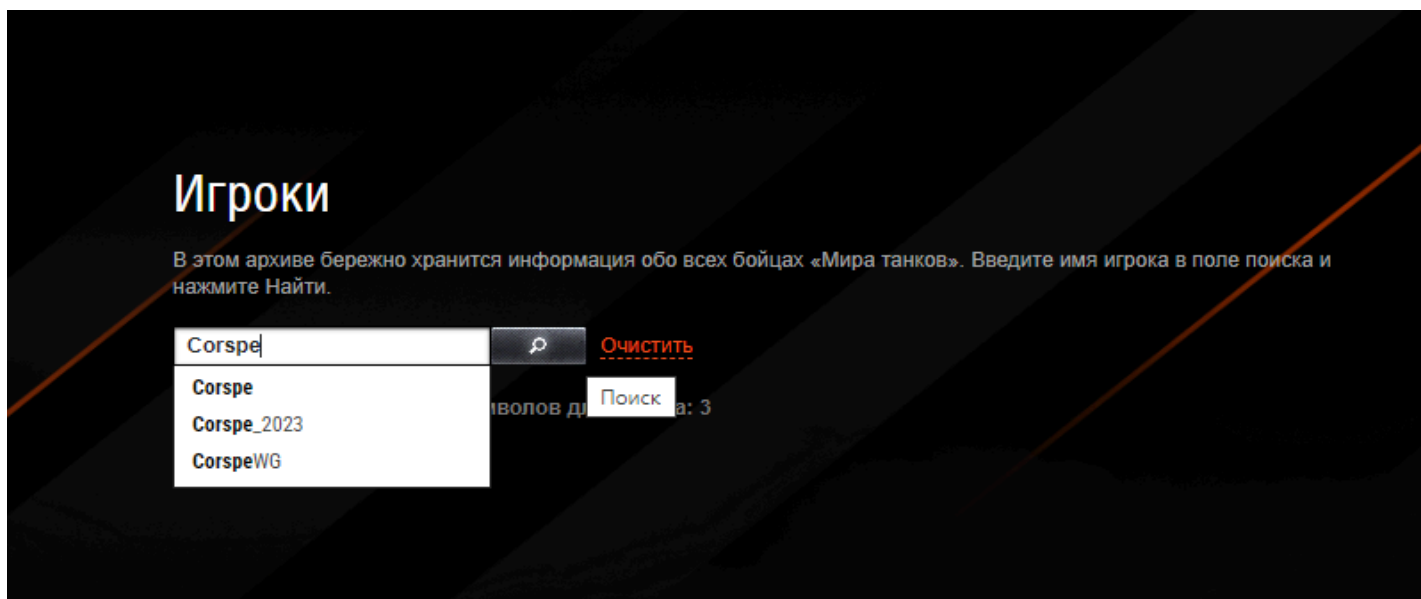 Игроки
В этом архиве бережно хранится информация обо всех бойцах «Мира танков». Введите имя игрока в поле поиска и
нажмите Найти.
Corspe
Очистить
Corspe
Поиск
а: 3
Corspe_2023
CorspeWG